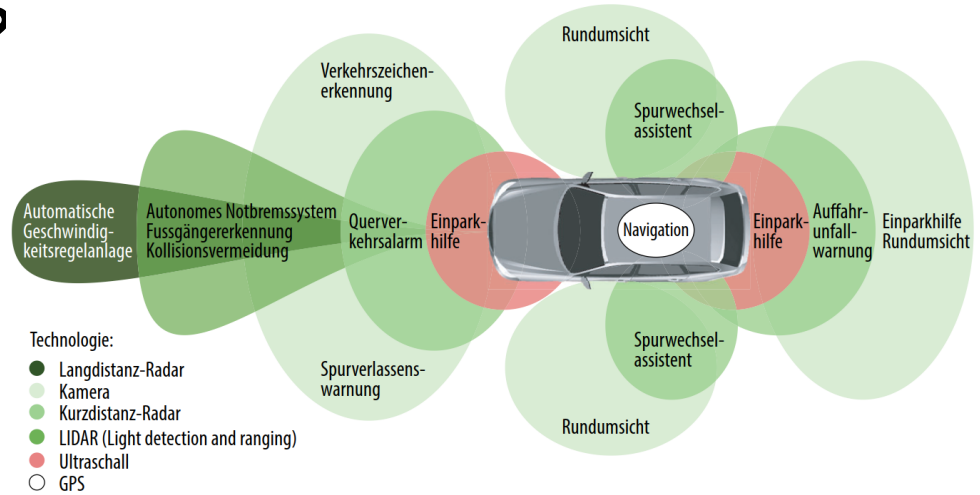 Rundumsicht
Verkehrszeichen-
erkennung
Spurwechsel-
assistent
Automatische
Geschwindig-
keitsregelanlage
Autonomes Notbremssystem
Fussgängererkennung
Kollisionsvermeidung
Querver-
kehrsalarm
Einpark-
hilfe
Navigation
Einpark-
hilfe
Auffahr-
unfall-
warnung
Einparkhilfe
Rundumsicht
Spurverlassens-
warnung
Spurwechsel-
assistent
Rundumsicht
Technologie:
Langdistanz-Radar
Kamera
Kurzdistanz-Radar
LIDAR (Light detection and ranging)
Ultraschall
GPS